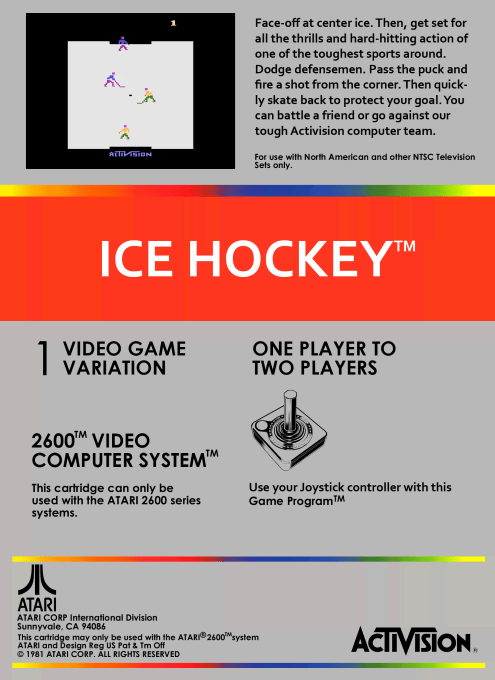 1
ACTIVISION
Face-off at center ice. Then, get set for
all the thrills and hard-hitting action of
one of the toughest sports around.
Dodge defensemen. Pass the puck and
fire a shot from the corner. Then quick-
ly skate back to protect your goal. You
can battle a friend or go against our
tough Activision computer team.
For use with North American and other NTSC Television
Sets only.
ICE HOCKEY™
1 VIDEO GAME
VARIATION
ONE PLAYER TO
TWO PLAYERS
2600™ VIDEO
COMPUTER SYSTEM™
This cartridge can only be
used with the ATARI 2600 series
systems.
Use your Joystick controller with this
Game Program™
ATARI
ATARI CORP International Division
Sunnyvale, CA 94086
This cartridge may only be used with the ATARI® 2600™system
ATARI and Design Reg US Pat & Tm Off
© 1981 ATARI CORP. ALL RIGHTS RESERVED
ACTIVISION®